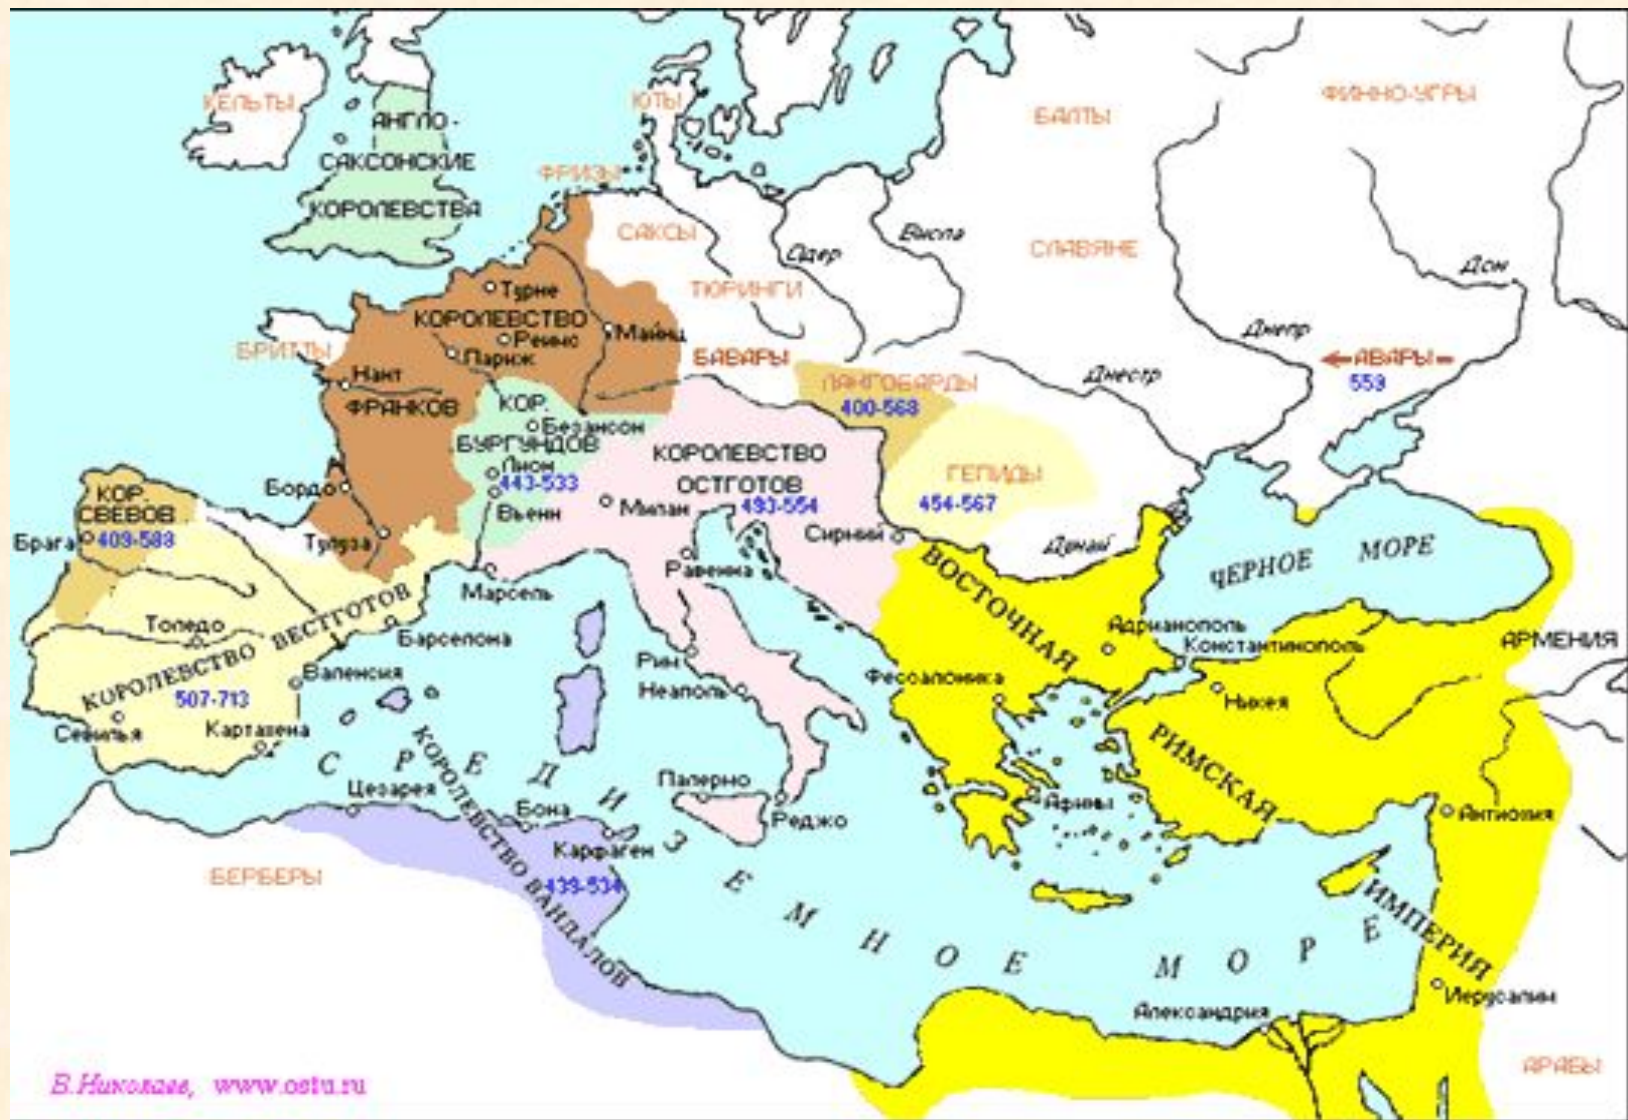 КЕЛЬТЫ
АНГЛО-
САКСОНСКИЕ
КОРОЛЕВСТВА
ЮТЫ
ФРИЗЫ
САКСЫ
БАЛТЫ
ФИННО-УГРЫ
СЛАВЯНЕ
Одер
Висла
Дон
Днепр
Днестр
ТЮРИНГИ
БАВАРЫ
АВАРЫ
559
БРИТТЫ
Турне
КОРОЛЕВСТВО
Реймс
Париж
Майнц
Нант
ФРАНКОВ
КОР.
Безансон
БУРГУНДОВ
Лион
443-533
Вьенн
Бордо
Тулуза
ЛАНГОБАРДЫ
400-568
ГЕПИДЫ
454-567
КОРОЛЕВСТВО
ОСТГОТОВ
493-554
Милан
Равенна
Сирмий
Дунай
КОР.
СВЕВОВ
409-588
Брага
Толедо
КОРОЛЕВСТВО ВЕСТГОТОВ
507-713
Барселона
Валенсия
Севилья
Картахена
Марсель
Рим
Неаполь
Палермо
Реджо
ЧЕРНОЕ МОРЕ
ВОСТОЧНАЯ
РИМСКАЯ
ИМПЕРИЯ
Адрианополь
Константинополь
Фессалоника
Никея
Афины
АРМЕНИЯ
Антиохия
Иерусалим
Александрия
АРАБЫ
СРЕДИЗЕМНОЕ МОРЕ
Цезарея
Бона
Карфаген
КОРОЛЕВСТВО ВАНДАЛОВ
439-534
БЕРБЕРЫ
В.Николаев, www.ostu.ru